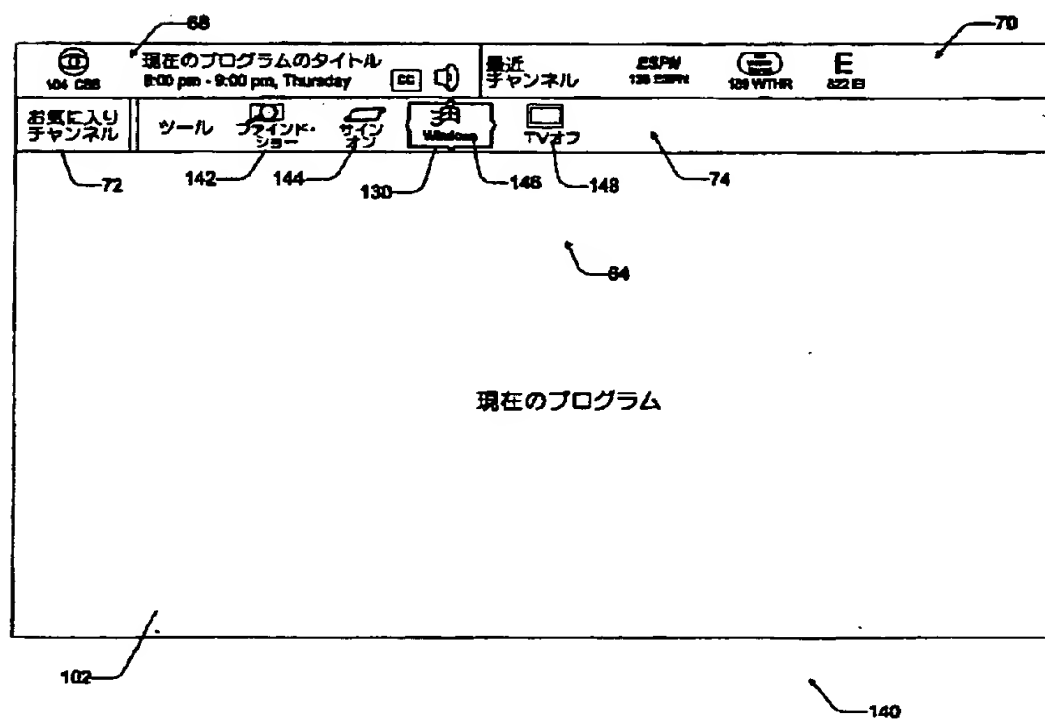 68
70
104 CBS
現在のプログラムのタイトル
8:00 pm - 9:00 pm, Thursday
CC
最近
チャンネル
ESPN
139 WTHR
E
822 E!
お気に入り
チャンネル
ツール
ファインド・
ショー
サイン
オン
Windows
TVオフ
72
142
144
130
146
148
74
64
現在のプログラム
102
140